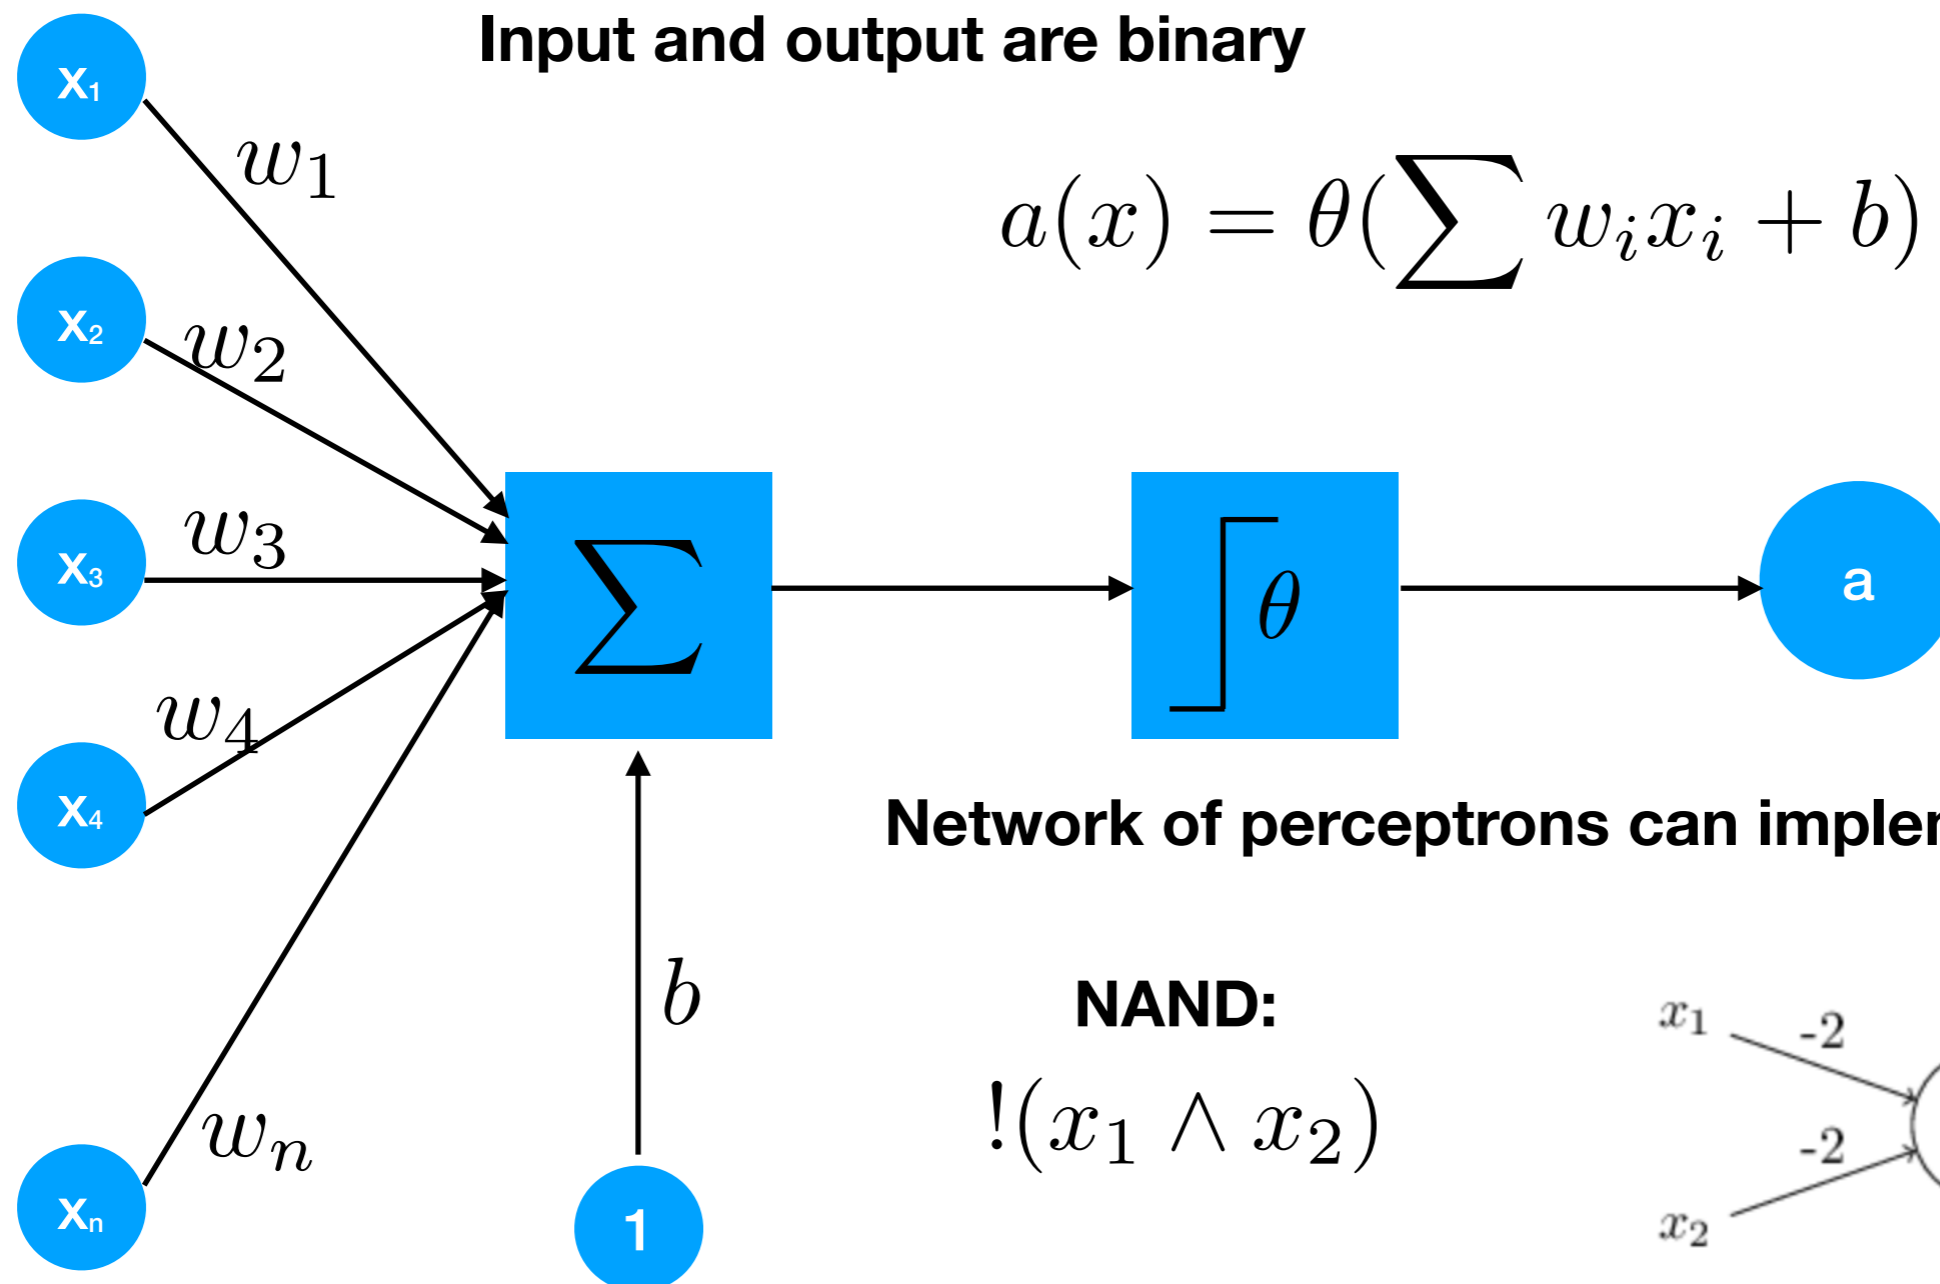 Input and output are binary
x₁
w₁
a(x) = θ(∑ wᵢxᵢ + b)
x₂
w₂
x₃
w₃
∑
θ
a
w₄
x₄
Network of perceptrons can
b
NAND:
!(x₁ ∧ x₂)
x₁
-2
-2
x₂
wₙ
xₙ
1